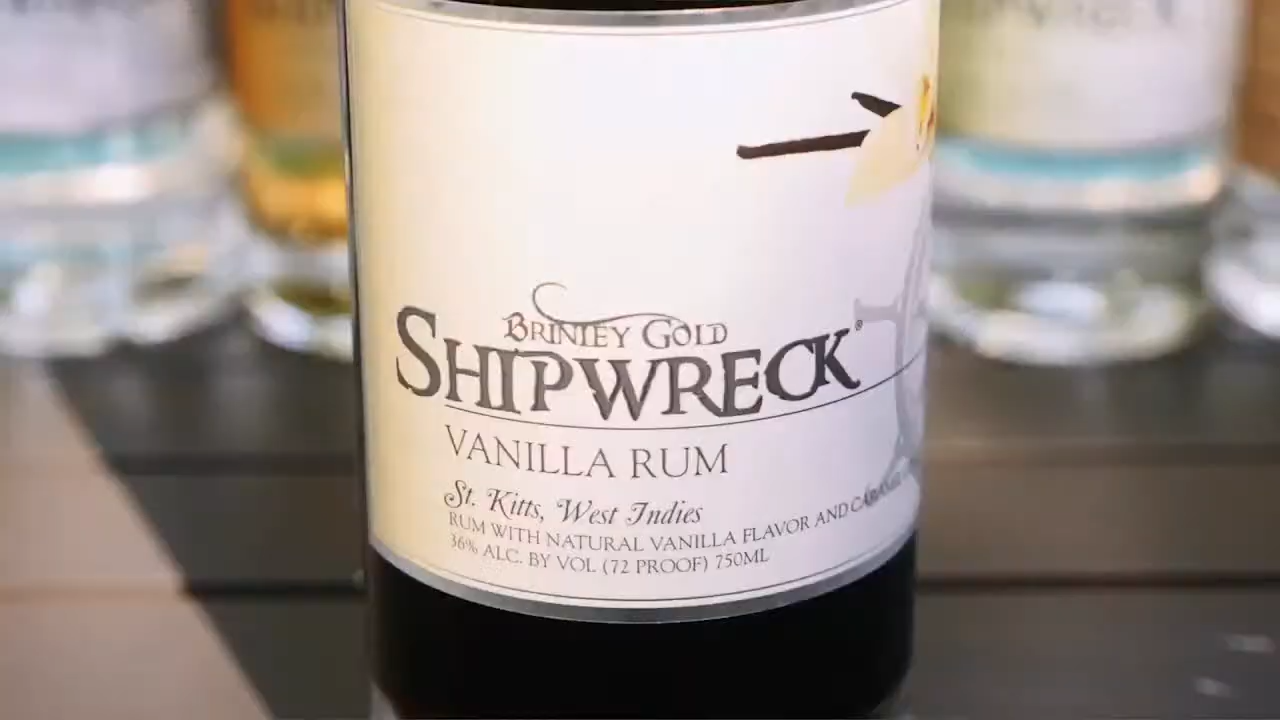 BRINLEY GOLD
SHIPWRECK®
VANILLA RUM
St. Kitts, West Indies
RUM WITH NATURAL VANILLA FLAVOR AND
36% ALC. BY VOL (72 PROOF) 750ML